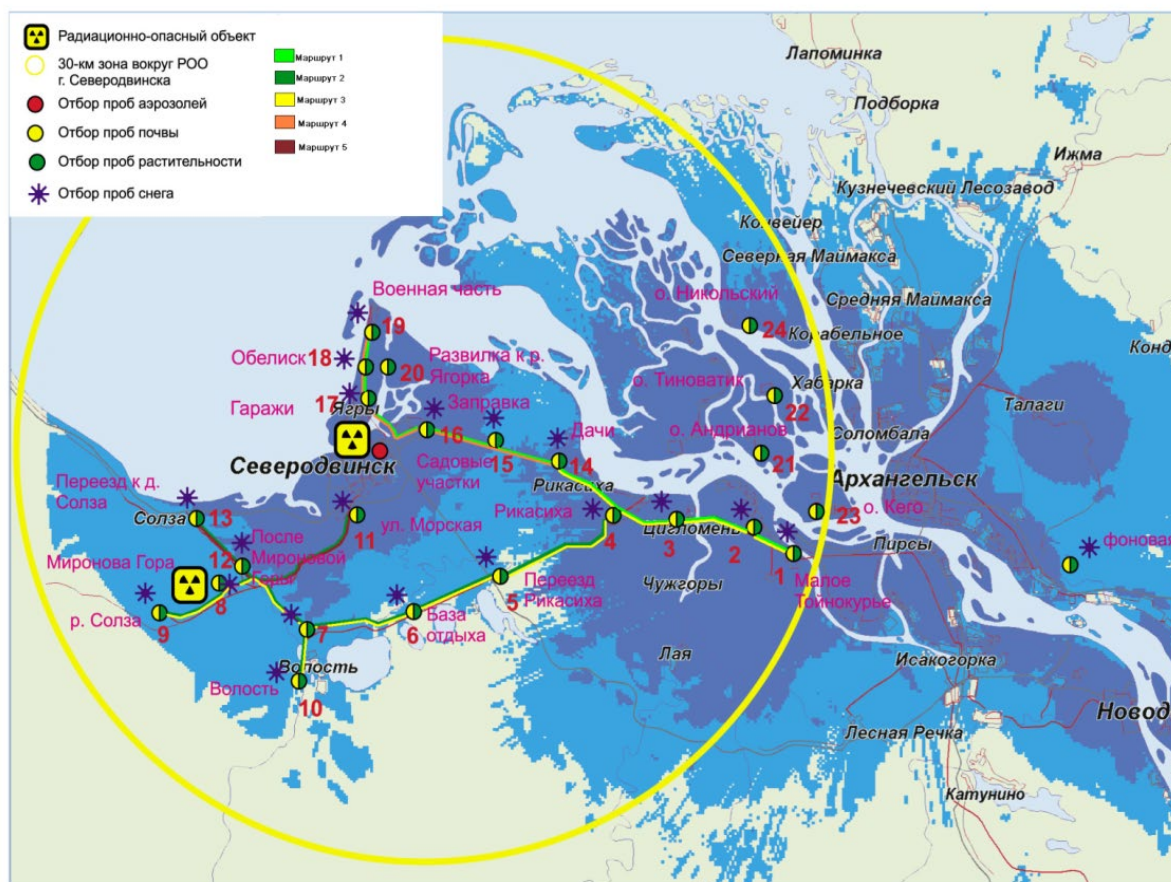 Радиационно-опасный объект
30-км зона вокруг РОО
г. Северодвинска
Отбор проб аэрозолей
Отбор проб почвы
Отбор проб растительности
Отбор проб снега
Маршрут 1
Маршрут 2
Маршрут 3
Маршрут 4
Маршрут 5
Лапоминка
Подборка
Ижма
Кузнечевский Лесозавод
Конвейер
Северная Маймакса
Средняя Маймакса
Корабельное
Конд
Военная часть
о. Никольский
19
24
Обелиск 18
20
Развилка к р.
Ягорка
о. Тиноватик
Хабарка
22
Талаги
Гаражи
17
Ягры
Заправка
16
15
Дачи
14
о. Андрианов
21
Соломбала
Северодвинск
Садовые
участки
Рикасиха
Архангельск
Переезд к д.
Солза
Солза
13
ул. Морская
11
Рикасиха
4
Цигломень
3
2
1
23
о. Кего
Пирсы
фоновая
Миронова Гора
12
После
Мироновой
Горы
8
Чужгоры
Малое
Тойнокурье
Переезд
Рикасиха
5
р. Солза
9
7
6
База
отдыха
Волость
Волость
10
Лая
Исакогорка
Новод
Лесная Речка
Катунино